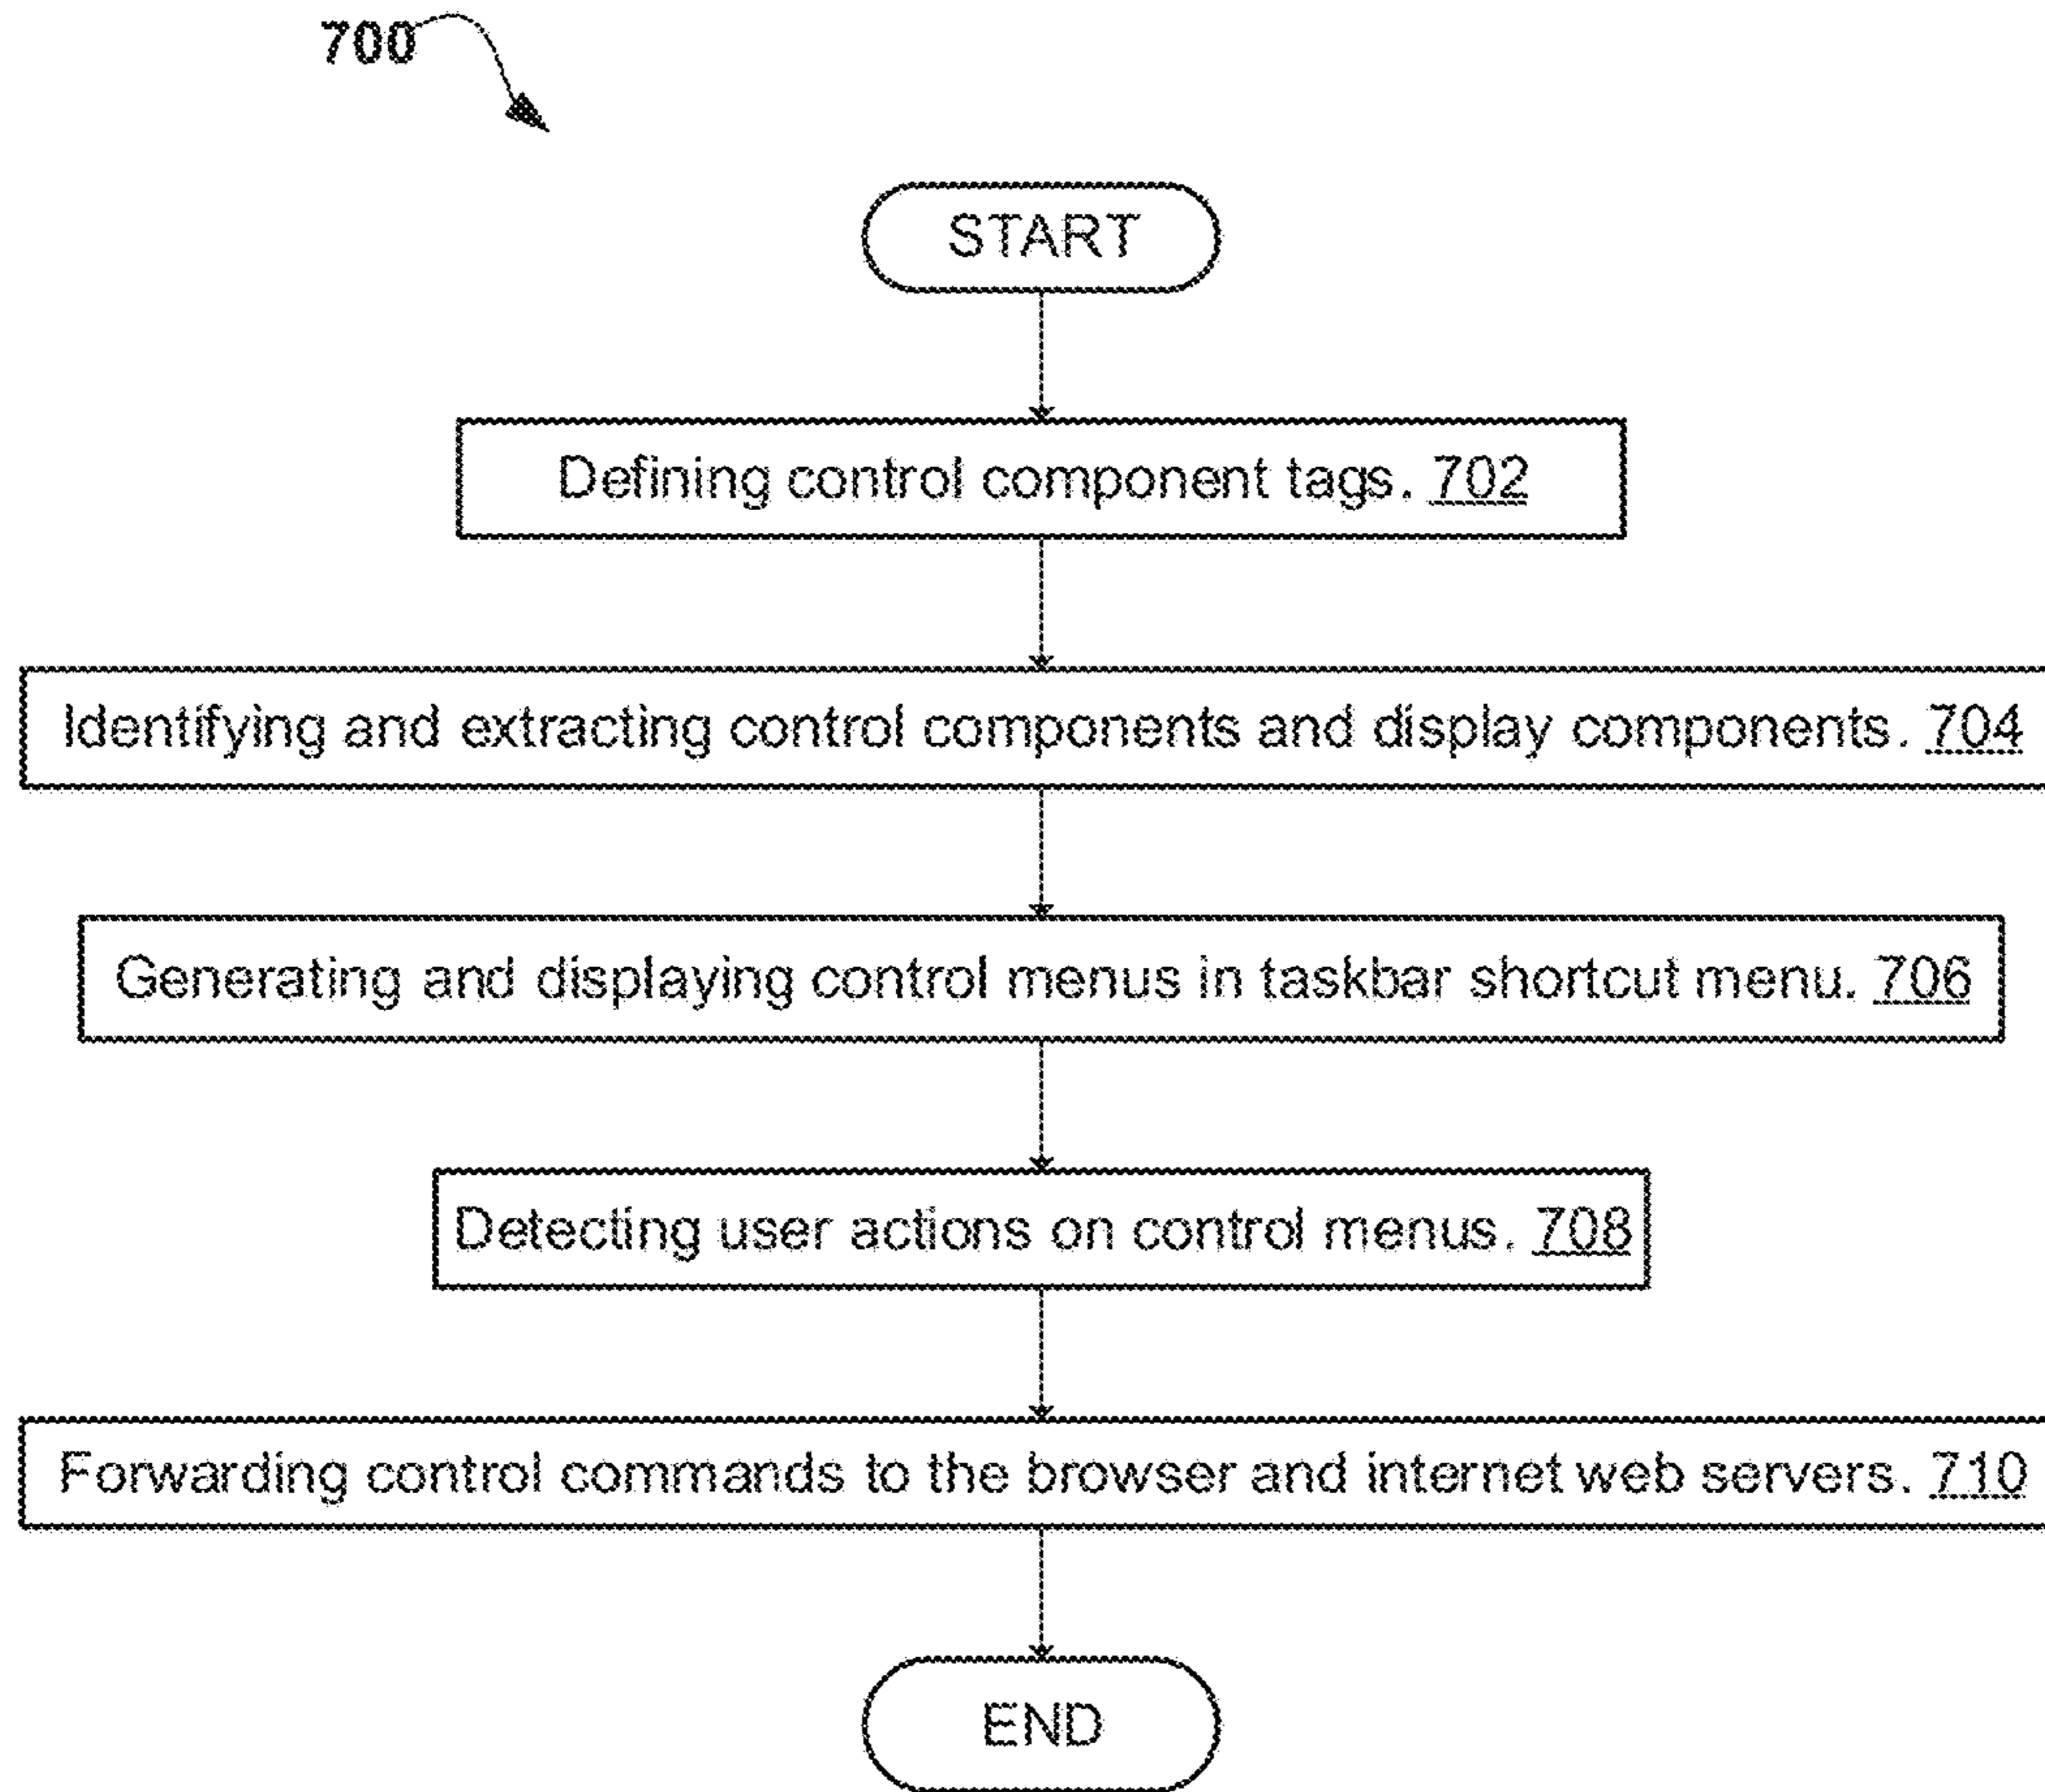 700
START
Defining control component tags. 702
Identifying and extracting control components and display components. 704
Generating and displaying control menus in taskbar shortcut menu. 706
Detecting user actions on control menus. 708
Forwarding control commands to the browser and internet web servers. 710
END